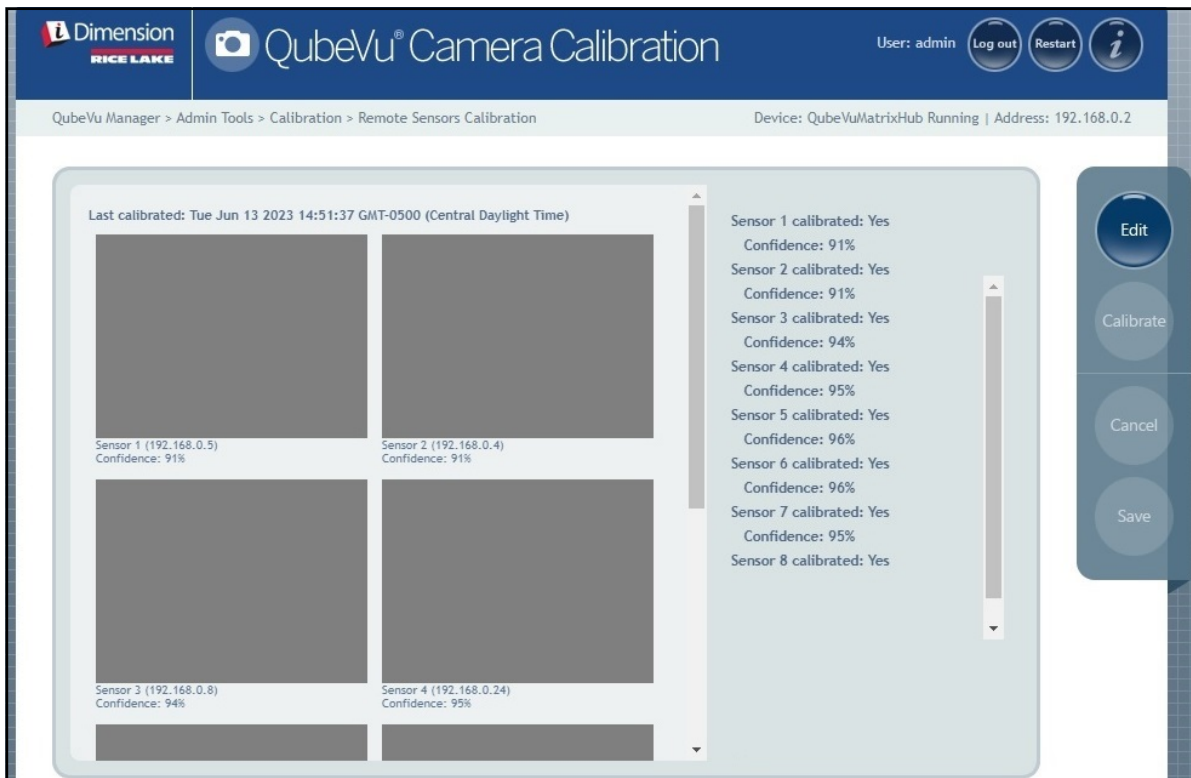 i Dimension
RICE LAKE
QubeVu® Camera Calibration
User: admin
Log out
Restart
i
QubeVu Manager > Admin Tools > Calibration > Remote Sensors Calibration
Device: QubeVuMatrixHub Running | Address: 192.168.0.2
Last calibrated: Tue Jun 13 2023 14:51:37 GMT-0500 (Central Daylight Time)
Sensor 1 (192.168.0.5)
Confidence: 91%
Sensor 2 (192.168.0.4)
Confidence: 91%
Sensor 3 (192.168.0.8)
Confidence: 94%
Sensor 4 (192.168.0.24)
Confidence: 95%
Sensor 1 calibrated: Yes
Confidence: 91%
Sensor 2 calibrated: Yes
Confidence: 91%
Sensor 3 calibrated: Yes
Confidence: 94%
Sensor 4 calibrated: Yes
Confidence: 95%
Sensor 5 calibrated: Yes
Confidence: 96%
Sensor 6 calibrated: Yes
Confidence: 96%
Sensor 7 calibrated: Yes
Confidence: 95%
Sensor 8 calibrated: Yes
Edit
Calibrate
Cancel
Save